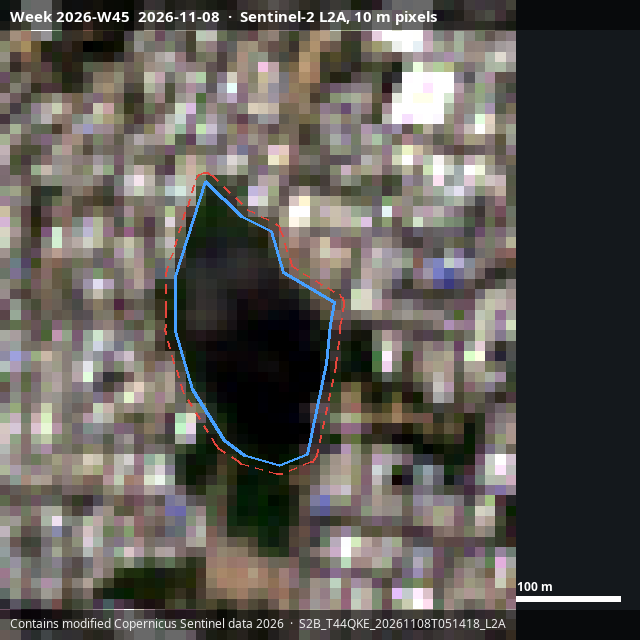 Week 2026-W45  2026-11-08  ·  Sentinel-2 L2A, 10 m pixels
100 m
Contains modified Copernicus Sentinel data 2026  ·  S2B_T44QKE_20261108T051418_L2A